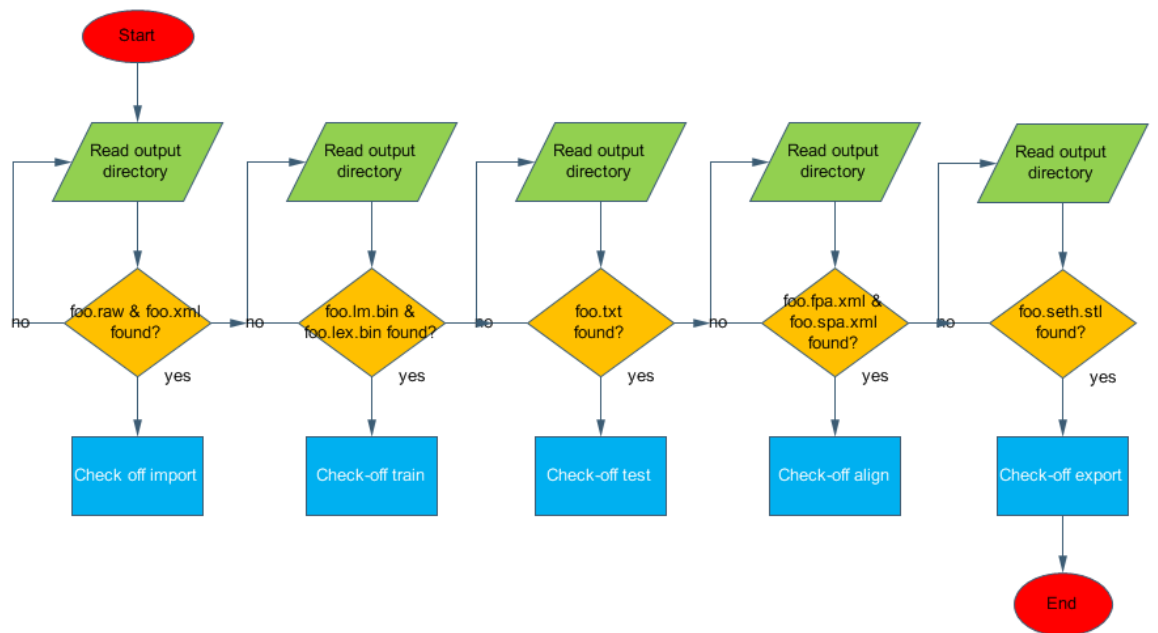 Start
Read output
directory
Read output
directory
Read output
directory
Read output
directory
Read output
directory
foo.raw & foo.xml
found?
no
yes
foo.lm.bin &
foo.lex.bin found?
no
yes
foo.txt
found?
no
yes
foo.fpa.xml &
foo.spa.xml
found?
no
yes
foo.seth.stl
found?
no
yes
Check off import
Check-off train
Check-off test
Check-off align
Check-off export
End